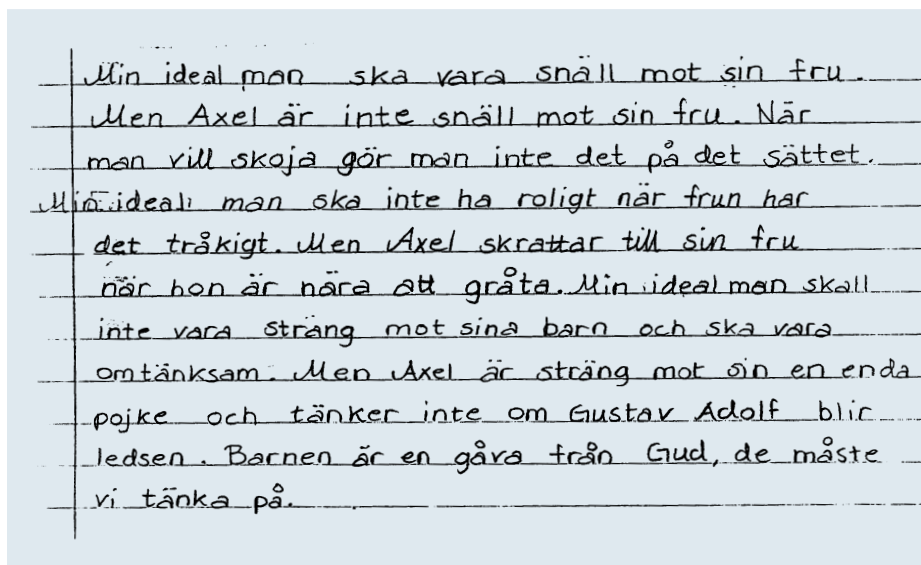 Min ideal man ska vara snäll mot sin fru.
Men Axel är inte snäll mot sin fru. När
man vill skoja gör man inte det på det sättet.
Min ideal man ska inte ha roligt när frun har
det tråkigt. Men Axel skrattar till sin fru
när hon är nära att gråta. Min ideal man skall
inte vara sträng mot sina barn och ska vara
omtänksam. Men Axel är sträng mot sin en enda
pojke och tänker inte om Gustav Adolf blir
ledsen. Barnen är en gåva från Gud, de måste
vi tänka på.